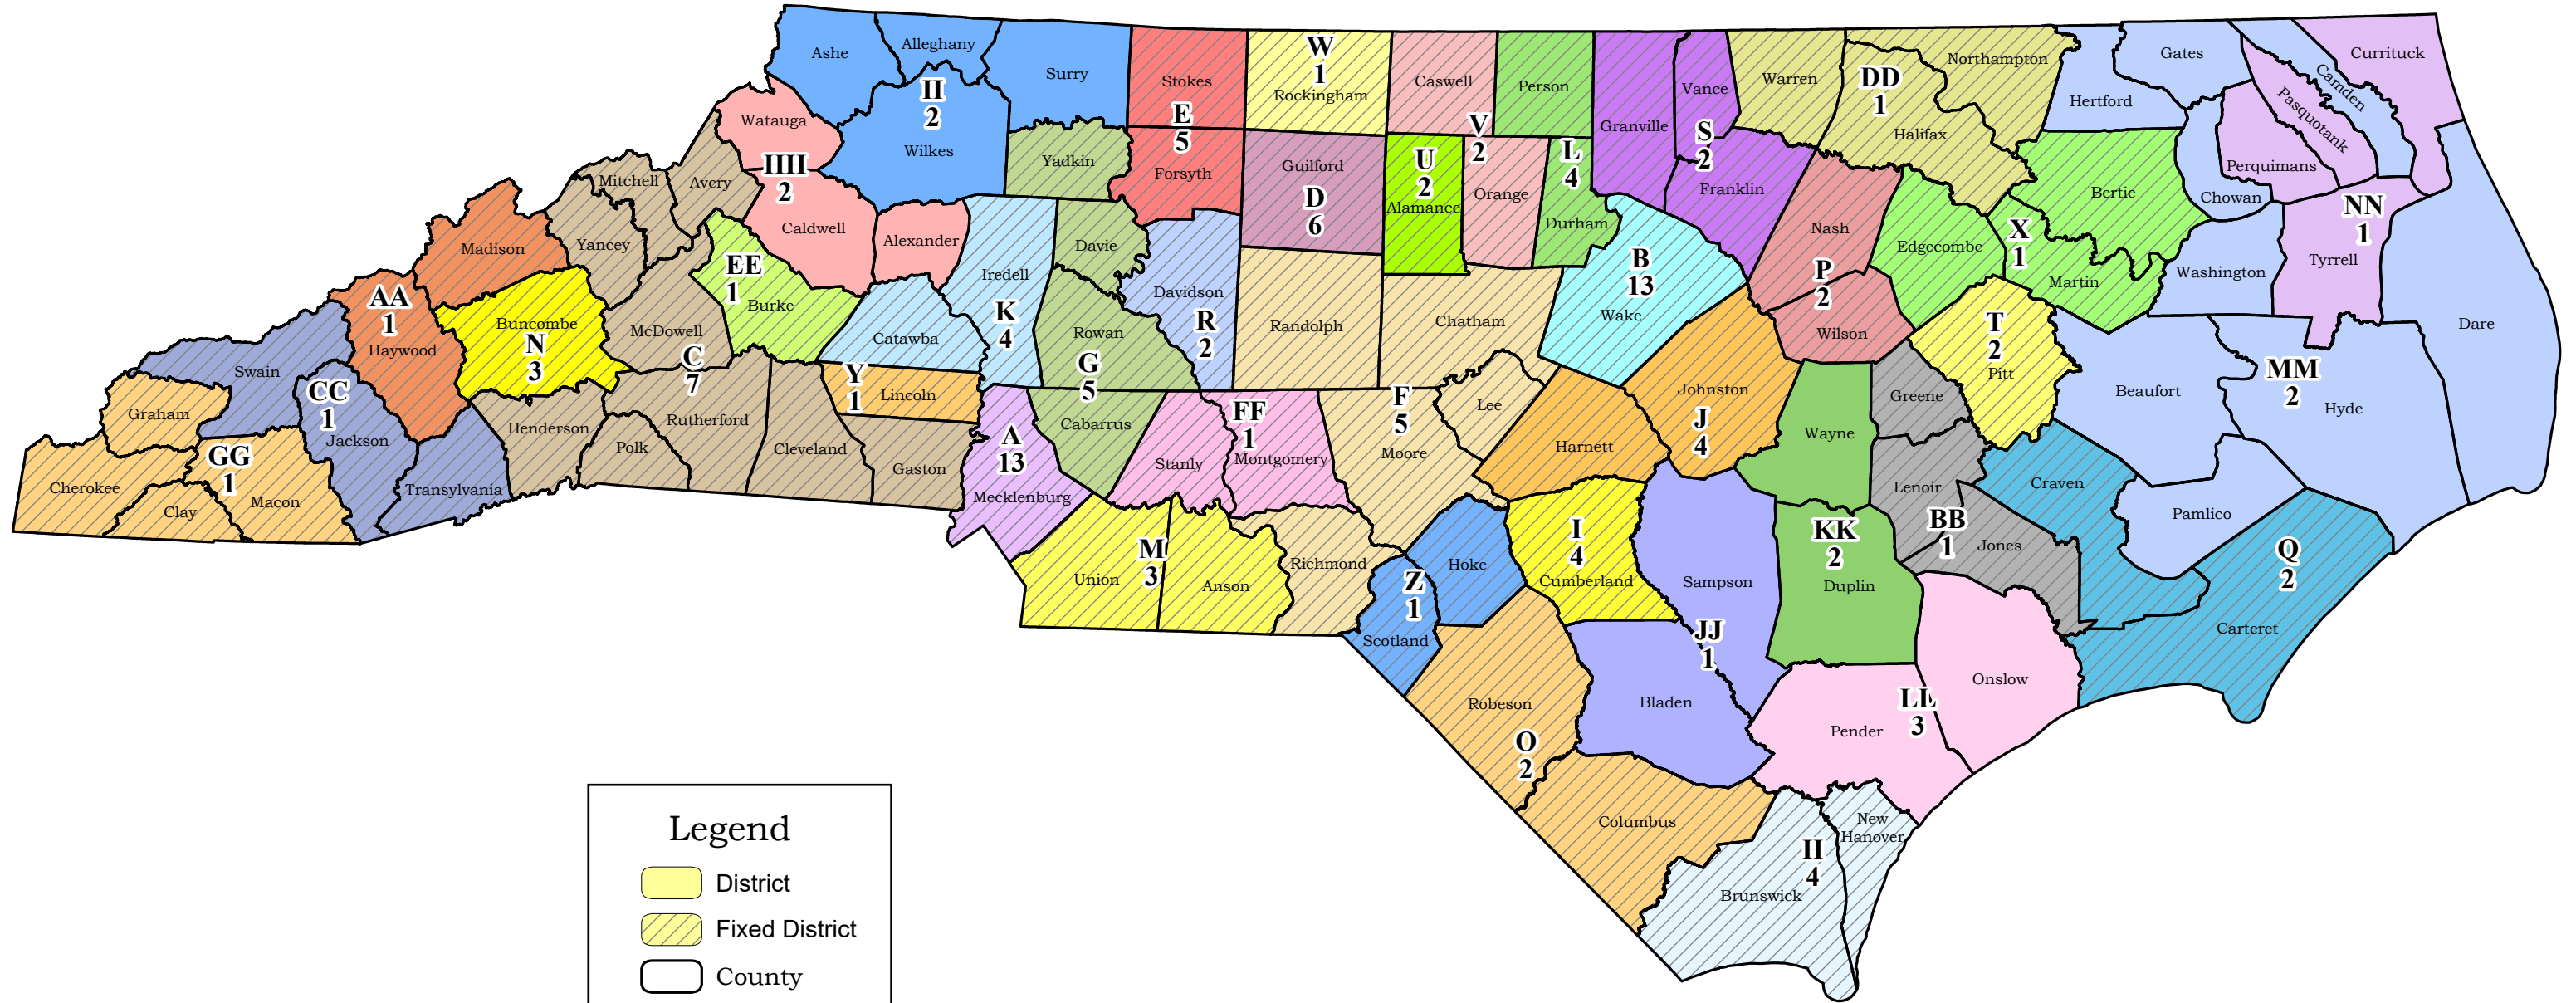 Ashe
Alleghany
Surry
Stokes
E
5
Forsyth
W
1
Rockingham
Caswell
V
2
Person
L
4
Durham
Granville
Vance
S
2
Franklin
Warren
DD
1
Halifax
Northampton
Hertford
Gates
Camden
Currituck
Pasquotank
Perquimans
Chowan
Bertie
X
1
Martin
Washington
NN
1
Tyrrell
Dare
Watauga
HH
2
Caldwell
Alexander
II
2
Wilkes
Yadkin
Davie
Guilford
D
6
U
2
Alamance
Orange
B
13
Wake
Nash
P
2
Wilson
Edgecombe
Mitchell
Avery
Yancey
Madison
AA
1
Haywood
Buncombe
N
3
McDowell
C
7
EE
1
Burke
Catawba
Iredell
K
4
Rowan
G
5
Cabarrus
Davidson
R
2
Randolph
Chatham
Johnston
J
4
Harnett
Lee
F
5
Moore
Richmond
T
2
Pitt
Greene
Lenoir
BB
1
Jones
Wayne
KK
2
Duplin
Beaufort
MM
2
Hyde
Craven
Pamlico
Q
2
Carteret
Swain
CC
1
Jackson
Transylvania
Graham
GG
1
Macon
Cherokee
Clay
Henderson
Polk
Rutherford
Cleveland
Y
1
Lincoln
Gaston
A
13
Mecklenburg
Stanly
FF
1
Montgomery
Union
M
3
Anson
Hoke
Z
1
Scotland
I
4
Cumberland
Sampson
JJ
1
Bladen
Robeson
O
2
Columbus
Onslow
LL
3
Pender
New
Hanover
H
4
Brunswick
Legend
District
Fixed District
County